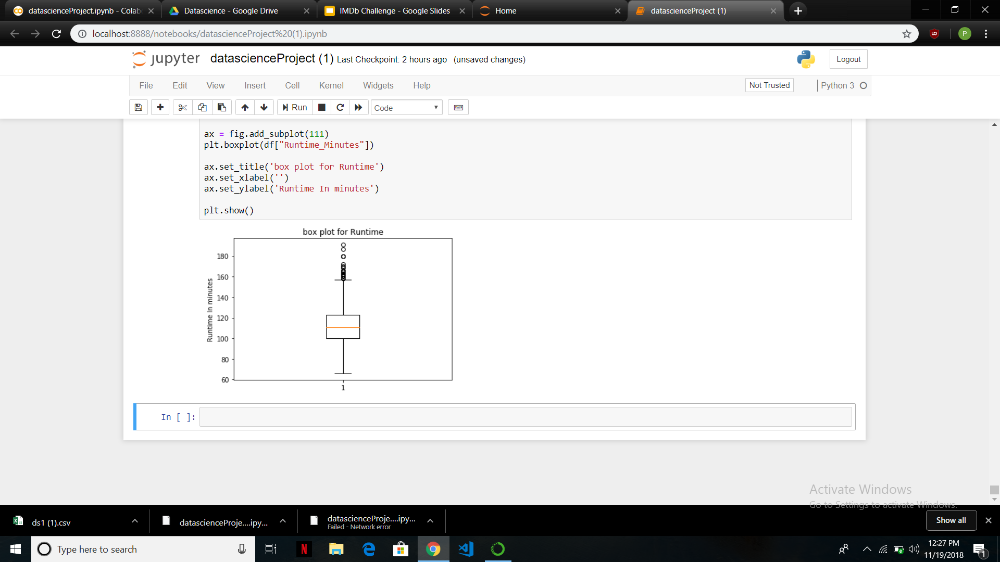 datascienceProject.ipynb - Colab
Datascience - Google Drive
IMDb Challenge - Google Slides
Home
datascienceProject (1)
localhost:8888/notebooks/datascienceProject%20(1).ipynb
P
jupyter datascienceProject (1) Last Checkpoint: 2 hours ago (unsaved changes)
Logout
File Edit View Insert Cell Kernel Widgets Help
Not Trusted
Python 3
Run
Code
ax = fig.add_subplot(111)
plt.boxplot(df["Runtime_Minutes"])
ax.set_title('box plot for Runtime')
ax.set_xlabel('')
ax.set_ylabel('Runtime In minutes')
plt.show()
box plot for Runtime
Runtime In minutes
180
160
140
120
100
80
60
1
In [ ]:
Activate Windows
Go to Settings to activate Windows.
ds1 (1).csv
datascienceProje....ipy...
datascienceProje....ipy...
Failed - Network error
Show all
Type here to search
N
12:27 PM
11/19/2018
1